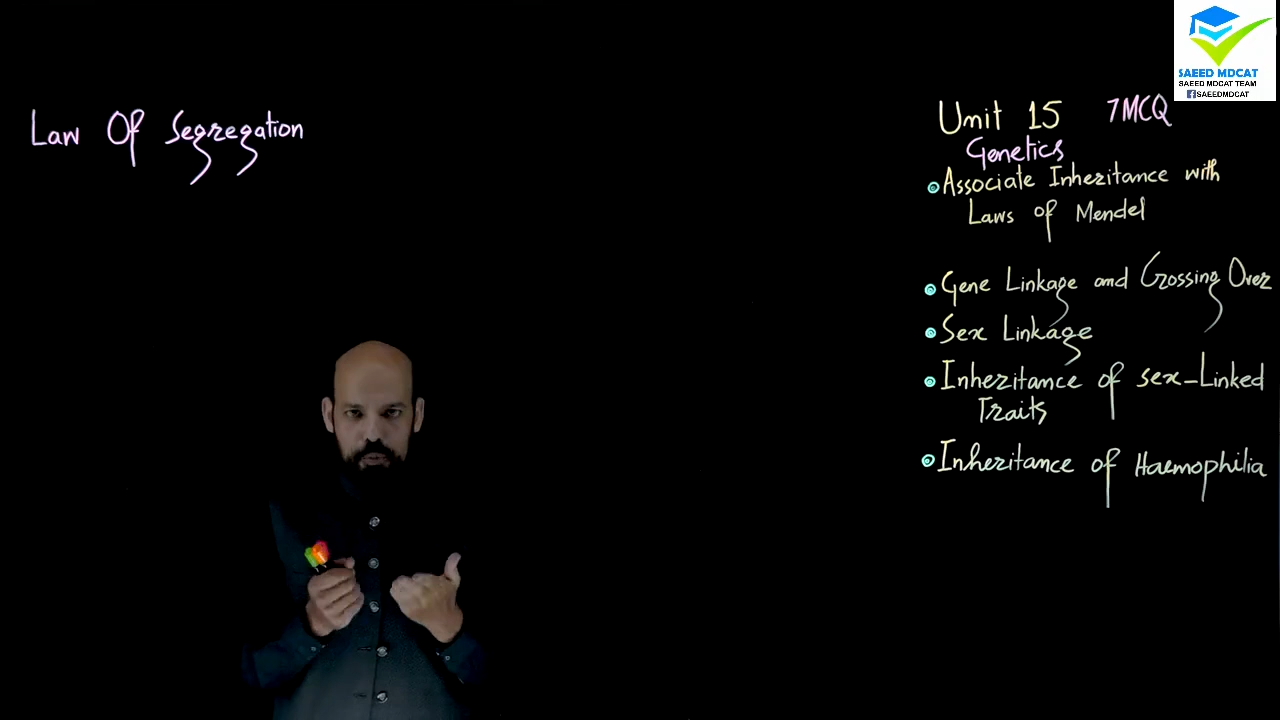 SAEED MDCAT
SAEED MDCAT TEAM
SAEEDMDCAT
Law Of Segregation
Unit 15 7MCQ
Genetics
Associate Inheritance with
Laws of Mendel
Gene Linkage and Crossing Over
Sex Linkage
Inheritance of sex-Linked
Traits
Inheritance of Haemophilia